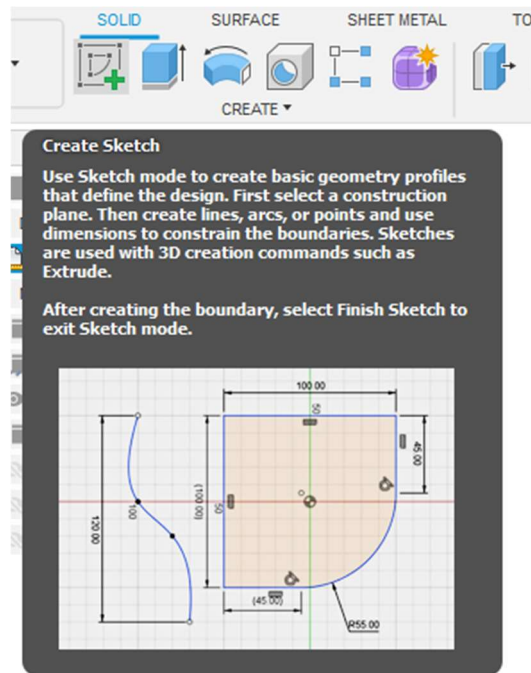 SOLID SURFACE SHEET METAL TO
CREATE
Create Sketch
Use Sketch mode to create basic geometry profiles
that define the design. First select a construction
plane. Then create lines, arcs, or points and use
dimensions to constrain the boundaries. Sketches
are used with 3D creation commands such as
Extrude.
After creating the boundary, select Finish Sketch to
exit Sketch mode.
100.00
50
45.00
120.00
100
(100.00)
50
(45.00)
R55.00